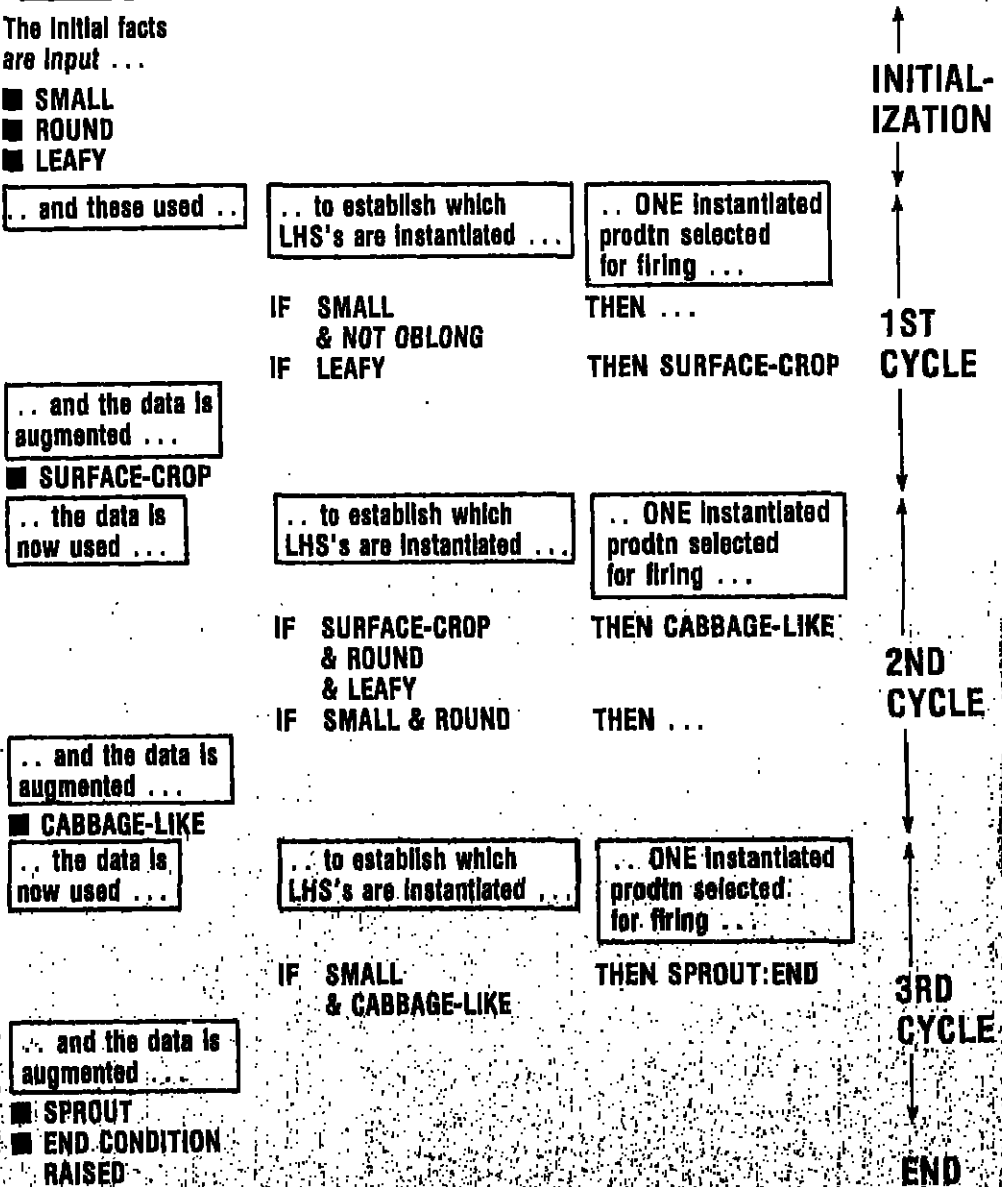 The initial facts
are input ...
■ SMALL
■ ROUND
■ LEAFY
INITIAL-
IZATION
.. and these used ..
.. to establish which
LHS's are instantiated ...
.. ONE instantiated
prodtn selected
for firing ...
IF SMALL
& NOT OBLONG
THEN ...
IF LEAFY
THEN SURFACE-CROP
1ST
CYCLE
.. and the data is
augmented ...
■ SURFACE-CROP
.. the data is
now used ...
.. to establish which
LHS's are instantiated ...
.. ONE instantiated
prodtn selected
for firing ...
IF SURFACE-CROP
& ROUND
& LEAFY
THEN CABBAGE-LIKE
IF SMALL & ROUND
THEN ...
2ND
CYCLE
.. and the data is
augmented ...
■ CABBAGE-LIKE
.. the data is
now used ...
.. to establish which
LHS's are instantiated ...
.. ONE instantiated
prodtn selected
for firing ...
IF SMALL
& CABBAGE-LIKE
THEN SPROUT:END
3RD
CYCLE
.. and the data is
augmented ...
■ SPROUT
■ END CONDITION
RAISED
END